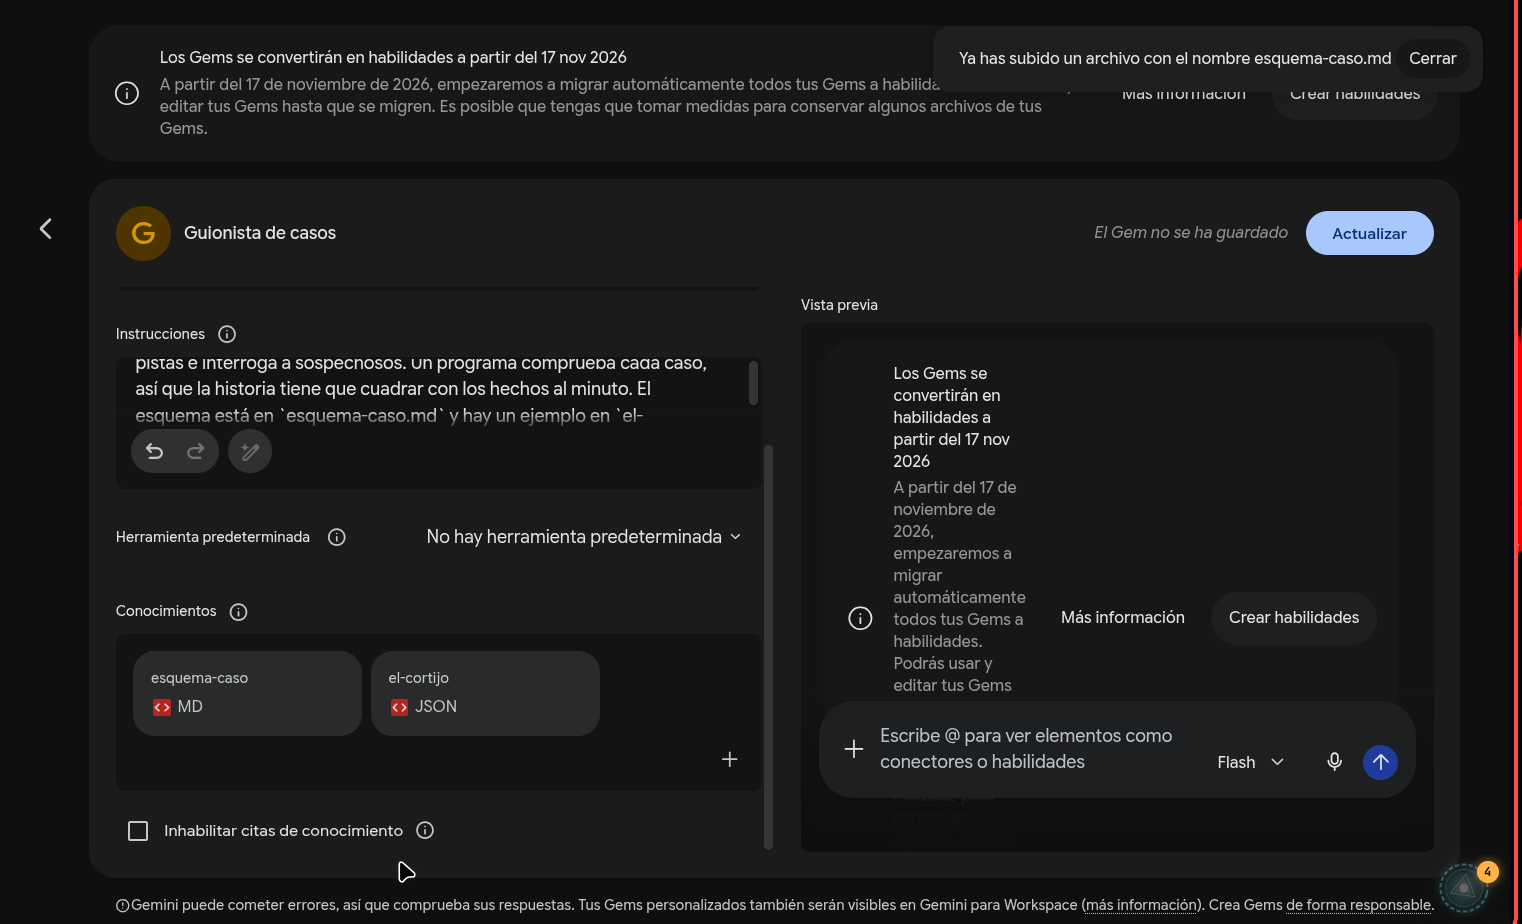 Los Gems se convertirán en habilidades a partir del 17 nov 2026
A partir del 17 de noviembre de 2026, empezaremos a migrar automáticamente todos tus Gems a
editar tus Gems hasta que se migren. Es posible que tengas que tomar medidas para conservar algunos archivos de tus
Gems.
Más información
Crear habilidades
Ya has subido un archivo con el nombre esquema-caso.md
Cerrar
G
Guionista de casos
El Gem no se ha guardado
Actualizar
Instrucciones
pistas e interroga a sospechosos. Un programa comprueba cada caso,
así que la historia tiene que cuadrar con los hechos al minuto. El
esquema está en `esquema-caso.md` y hay un ejemplo en `el-
Herramienta predeterminada
No hay herramienta predeterminada
Conocimientos
esquema-caso
MD
el-cortijo
JSON
Inhabilitar citas de conocimiento
Vista previa
Los Gems se
convertirán en
habilidades a
partir del 17 nov
2026
A partir del 17 de
noviembre de
2026,
empezaremos a
migrar
automáticamente
todos tus Gems a
habilidades.
Podrás usar y
editar tus Gems
Más información
Crear habilidades
Escribe @ para ver elementos como
conectores o habilidades
Flash
conservar
4
Gemini puede cometer errores, así que comprueba sus respuestas. Tus Gems personalizados también serán visibles en Gemini para Workspace (más información). Crea Gems de forma responsable.